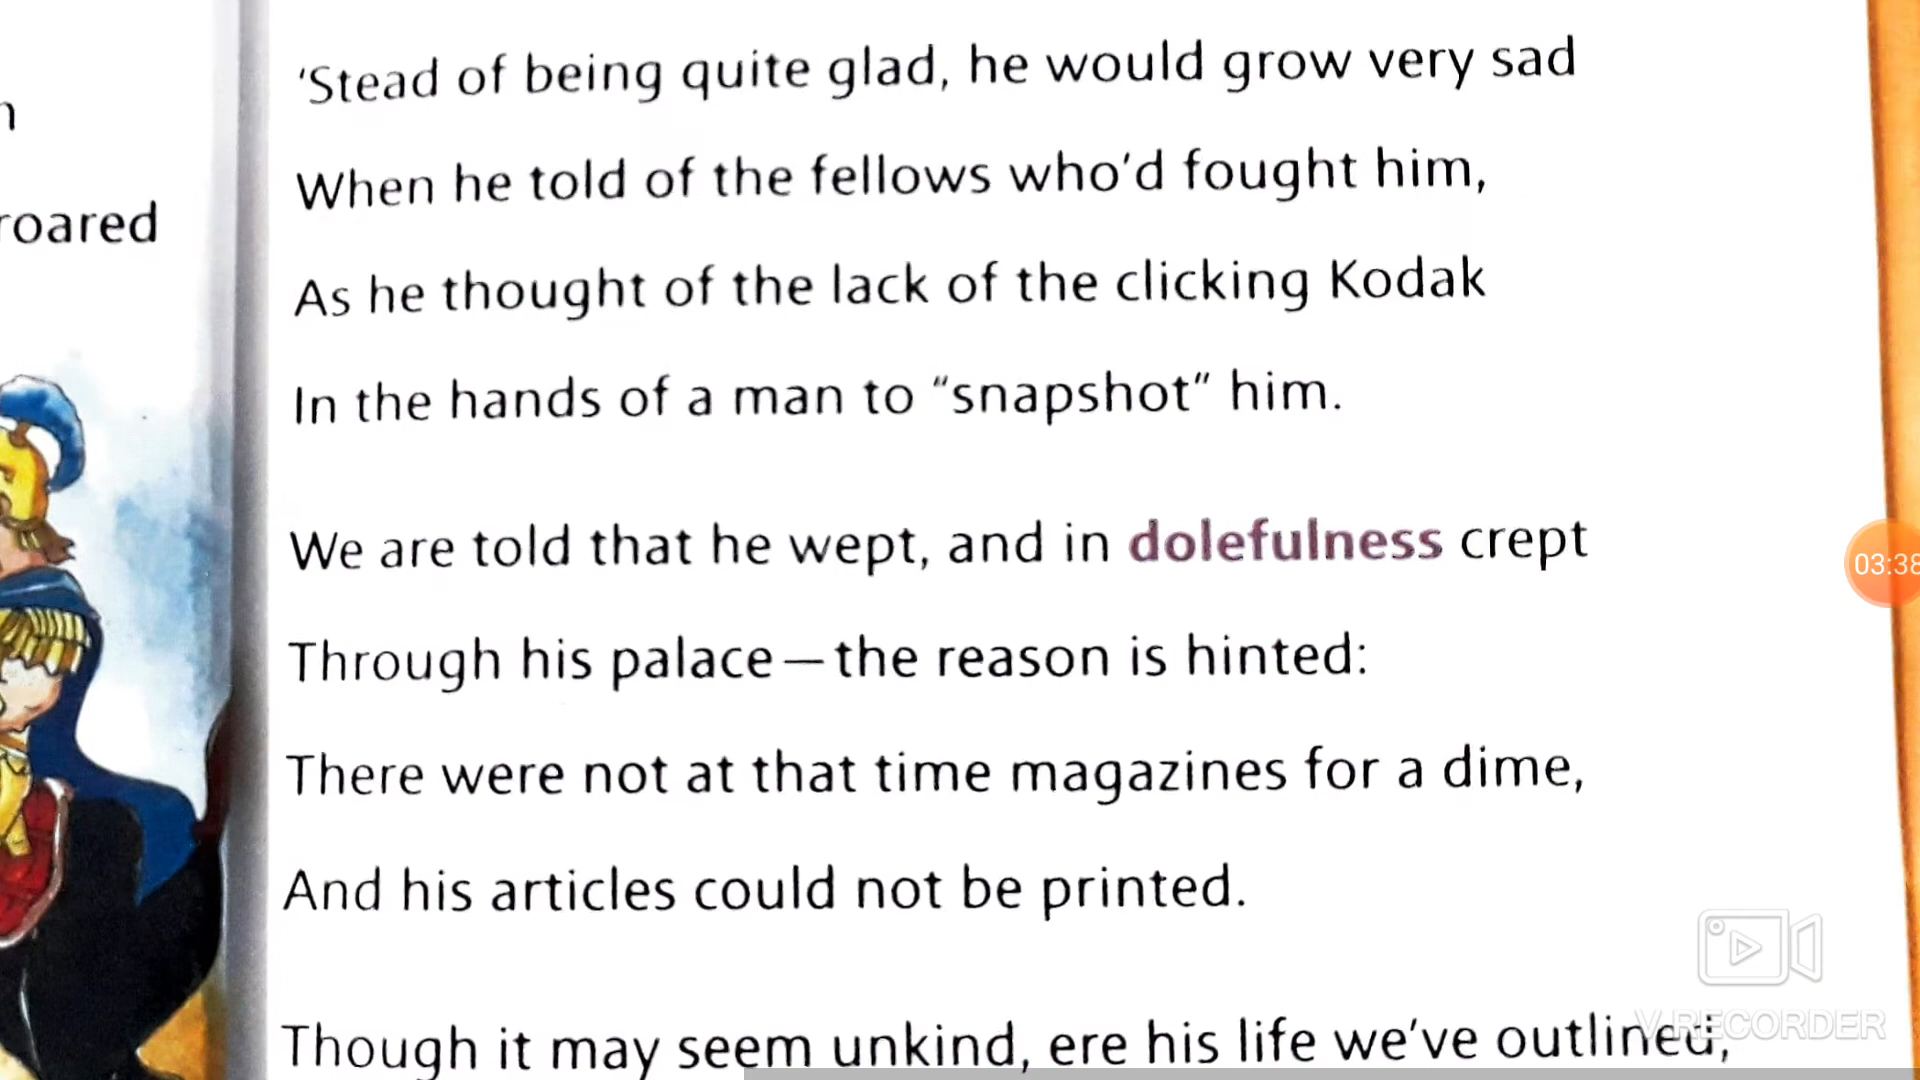 roared
'Stead of being quite glad, he would grow very sad
When he told of the fellows who'd fought him,
As he thought of the lack of the clicking Kodak
In the hands of a man to “snapshot” him.
We are told that he wept, and in dolefulness crept
Through his palace—the reason is hinted:
There were not at that time magazines for a dime,
And his articles could not be printed.
Though it may seem unkind, ere his life we've outlined,
03:38
V.RECORDER